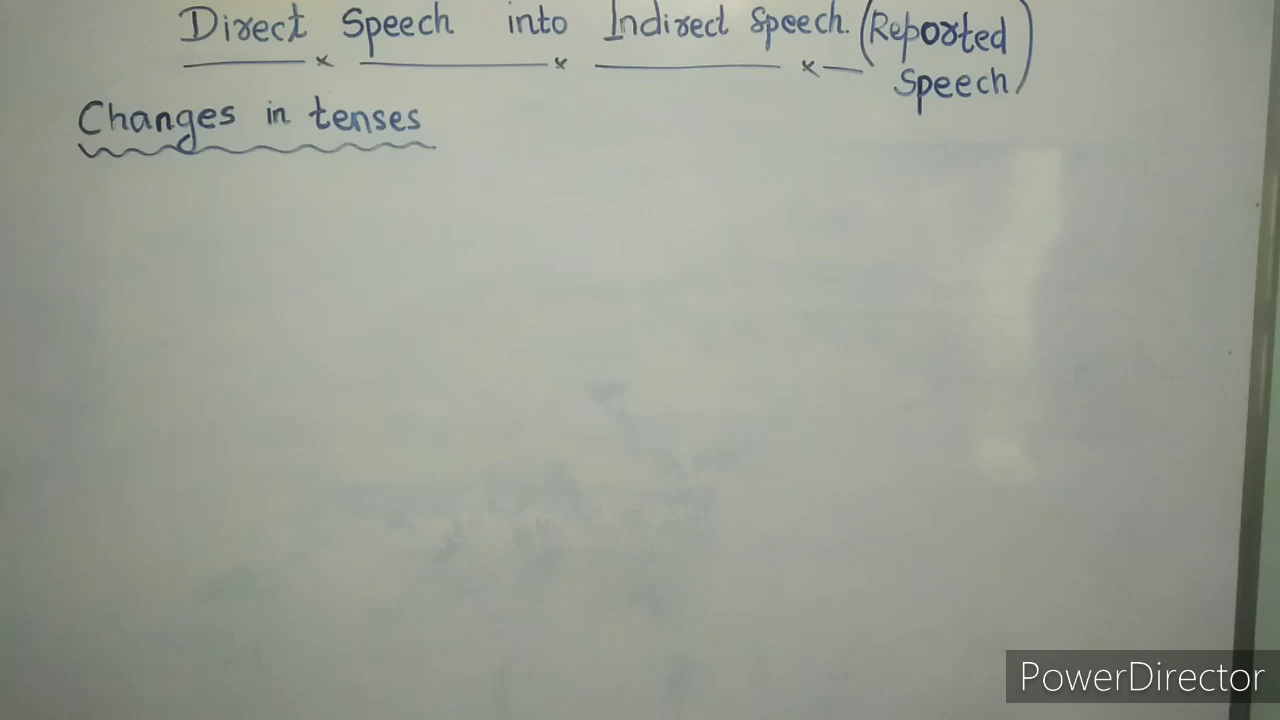 Direct Speech into Indirect Speech. (Reported
Speech)
Changes in tenses
PowerDirector